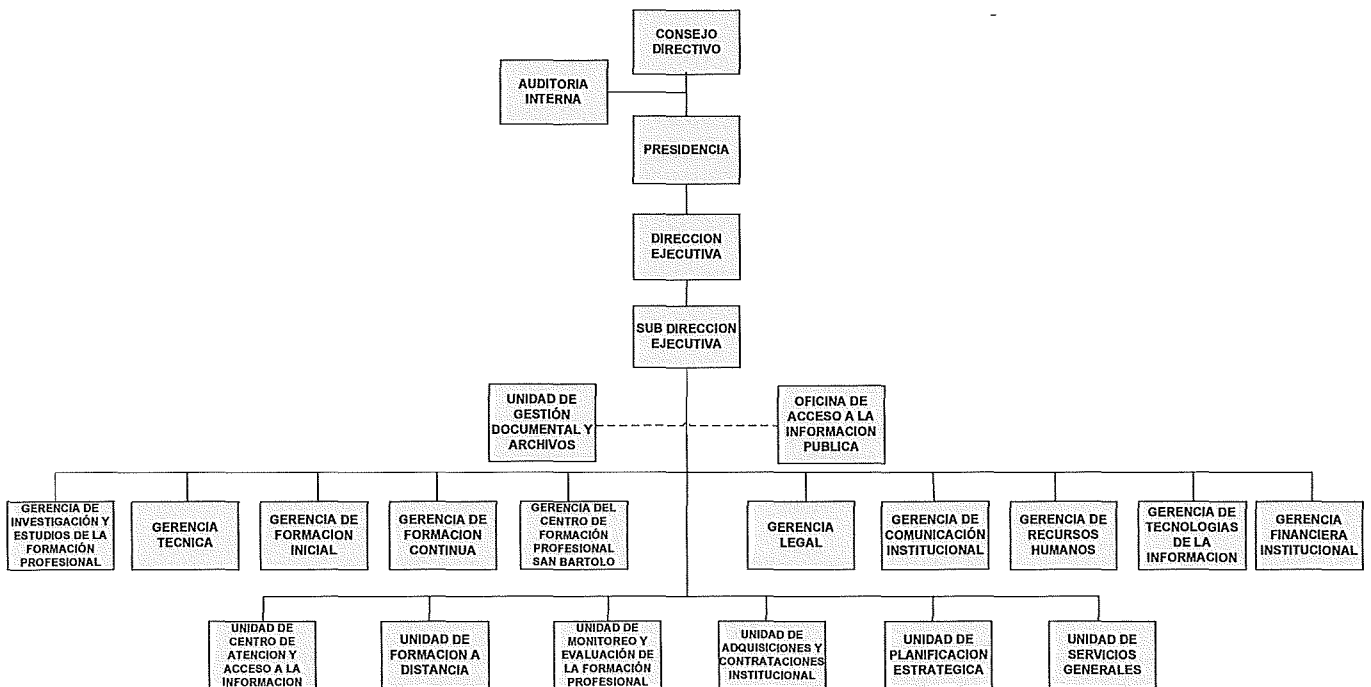 CONSEJO
DIRECTIVO
AUDITORIA
INTERNA
PRESIDENCIA
DIRECCION
EJECUTIVA
SUB DIRECCION
EJECUTIVA
UNIDAD DE
GESTIÓN
DOCUMENTAL Y
ARCHIVOS
OFICINA DE
ACCESO A LA
INFORMACION
PUBLICA
GERENCIA DE
INVESTIGACIÓN Y
ESTUDIOS DE LA
FORMACIÓN
PROFESIONAL
GERENCIA
TECNICA
GERENCIA DE
FORMACION
INICIAL
GERENCIA DE
FORMACION
CONTINUA
GERENCIA DEL
CENTRO DE
FORMACIÓN
PROFESIONAL
SAN BARTOLO
GERENCIA
LEGAL
GERENCIA DE
COMUNICACIÓN
INSTITUCIONAL
GERENCIA DE
RECURSOS
HUMANOS
GERENCIA DE
TECNOLOGIAS
DE LA
INFORMACION
GERENCIA
FINANCIERA
INSTITUCIONAL
UNIDAD DE
CENTRO DE
ATENCION Y
ACCESO A LA
INFORMACION
UNIDAD DE
FORMACION A
DISTANCIA
UNIDAD DE
MONITOREO Y
EVALUACIÓN DE
LA FORMACIÓN
PROFESIONAL
UNIDAD DE
ADQUISICIONES Y
CONTRATACIONES
INSTITUCIONAL
UNIDAD DE
PLANIFICACION
ESTRATEGICA
UNIDAD DE
SERVICIOS
GENERALES